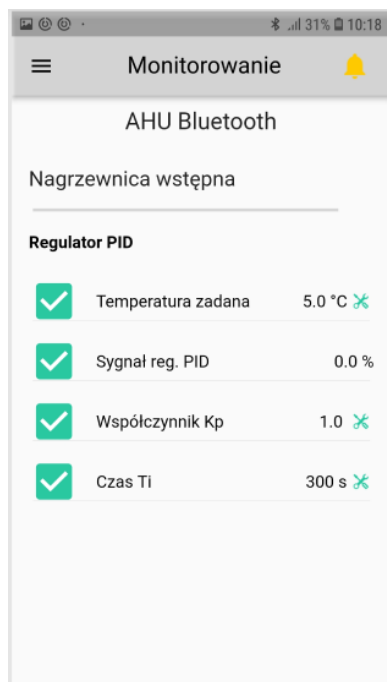 31% 10:18
Monitorowanie
AHU Bluetooth
Nagrzewnica wstępna
Regulator PID
Temperatura zadana 5.0 °C
Sygnał reg. PID 0.0 %
Współczynnik Kp 1.0
Czas Ti 300 s